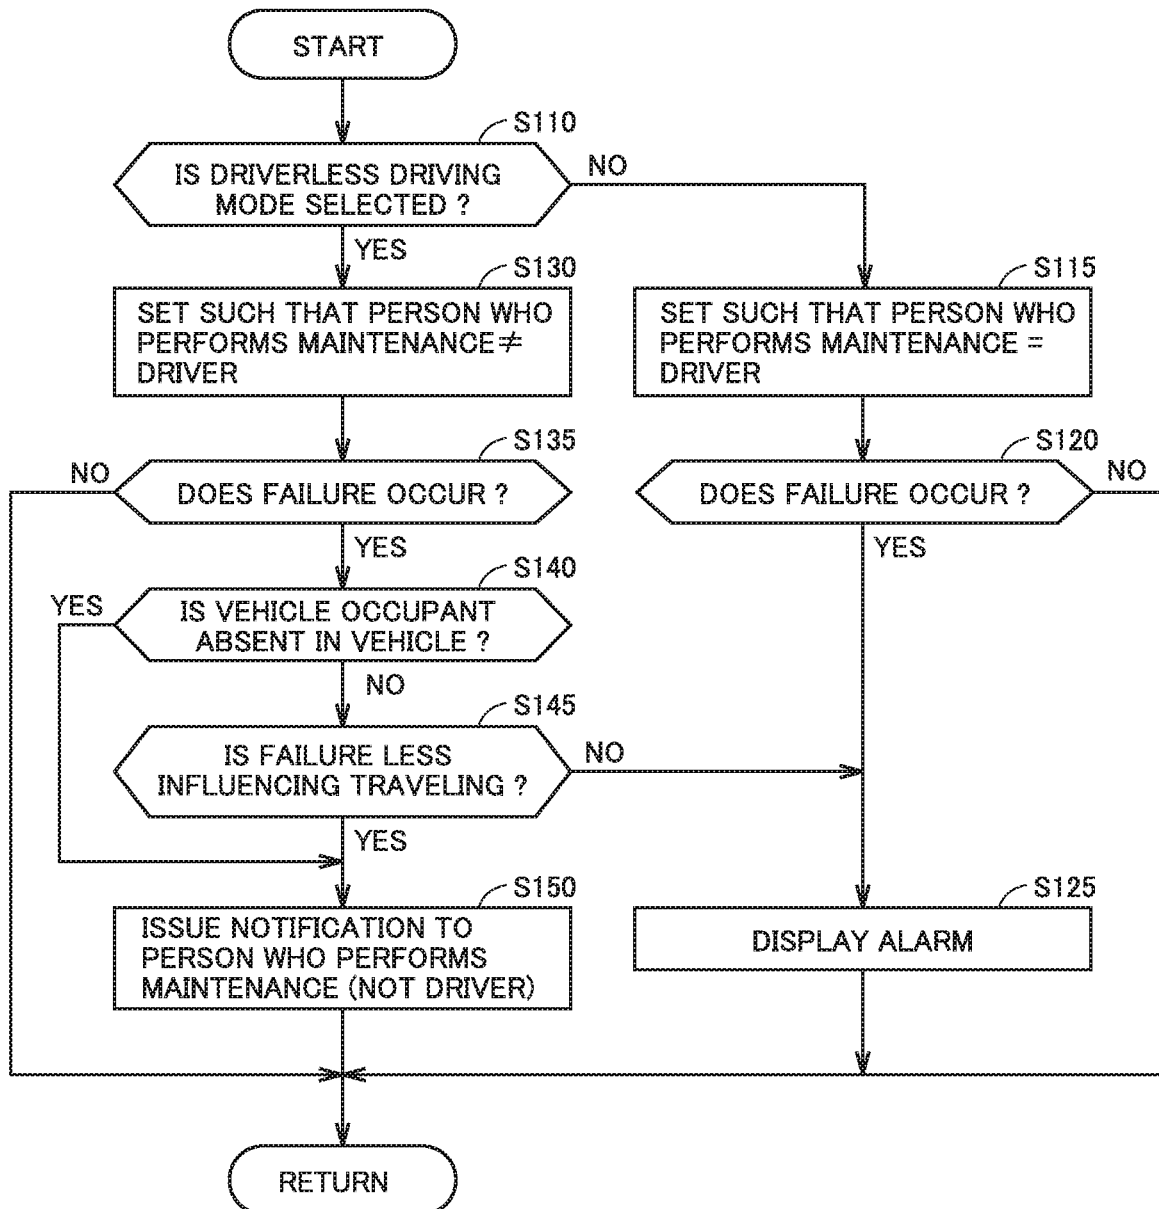 START
S110
IS DRIVERLESS DRIVING
MODE SELECTED ?
NO
YES
S130
SET SUCH THAT PERSON WHO
PERFORMS MAINTENANCE≠
DRIVER
S115
SET SUCH THAT PERSON WHO
PERFORMS MAINTENANCE =
DRIVER
S135
NO
DOES FAILURE OCCUR ?
YES
S120
DOES FAILURE OCCUR ?
NO
YES
S140
YES
IS VEHICLE OCCUPANT
ABSENT IN VEHICLE ?
NO
S145
IS FAILURE LESS
INFLUENCING TRAVELING ?
NO
YES
S150
ISSUE NOTIFICATION TO
PERSON WHO PERFORMS
MAINTENANCE (NOT DRIVER)
S125
DISPLAY ALARM
RETURN